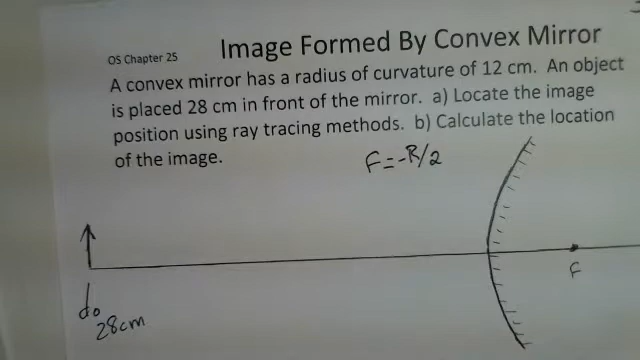 OS Chapter 25
Image Formed By Convex Mirror
A convex mirror has a radius of curvature of 12 cm. An object
is placed 28 cm in front of the mirror. a) Locate the image
position using ray tracing methods. b) Calculate the location
of the image.
F=-R/2
F
do
28cm